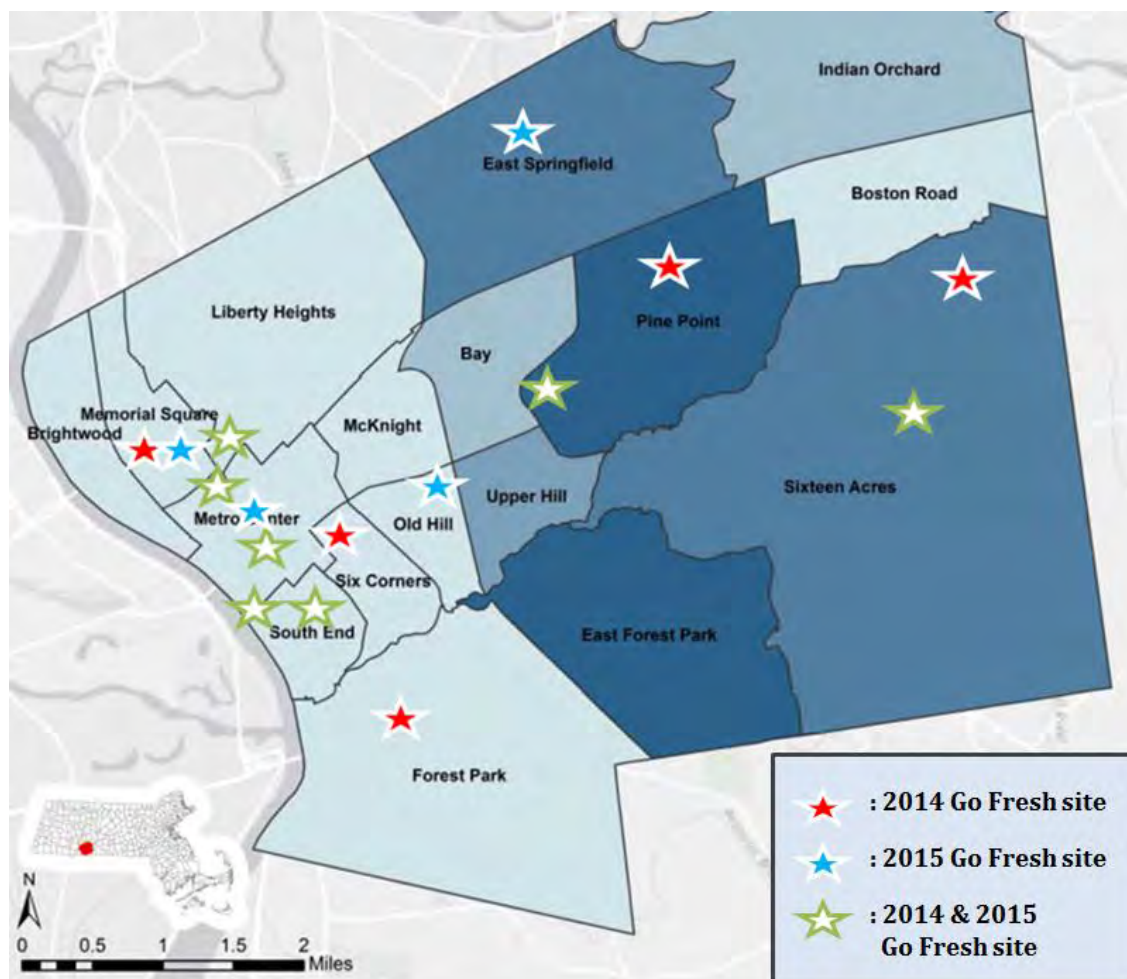 Indian Orchard
East Springfield
Boston Road
Liberty Heights
Pine Point
Bay
Memorial Square
Brightwood
McKnight
Upper Hill
Sixteen Acres
Old Hill
Six Corners
South End
East Forest Park
Forest Park
: 2014 Go Fresh site
: 2015 Go Fresh site
: 2014 & 2015
Go Fresh site
N
0 0.5 1 1.5 2
Miles